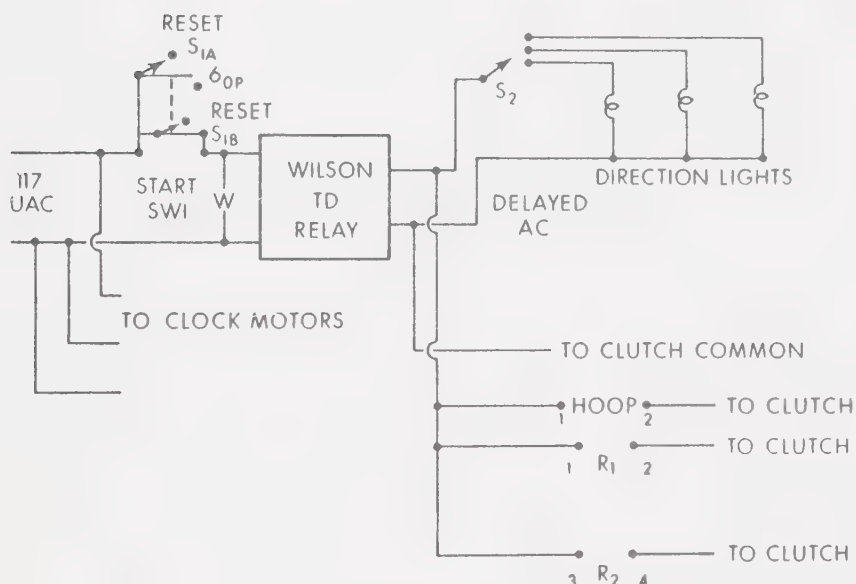 RESET
S1A
6OP
RESET
S1B
S2
117
UAC
START
SW1
W
WILSON
TD
RELAY
DIRECTION LIGHTS
DELAYED
AC
TO CLOCK MOTORS
TO CLUTCH COMMON
1 HOOP 2 TO CLUTCH
TO CLUTCH
1 R1 2
TO CLUTCH
3 R2 4